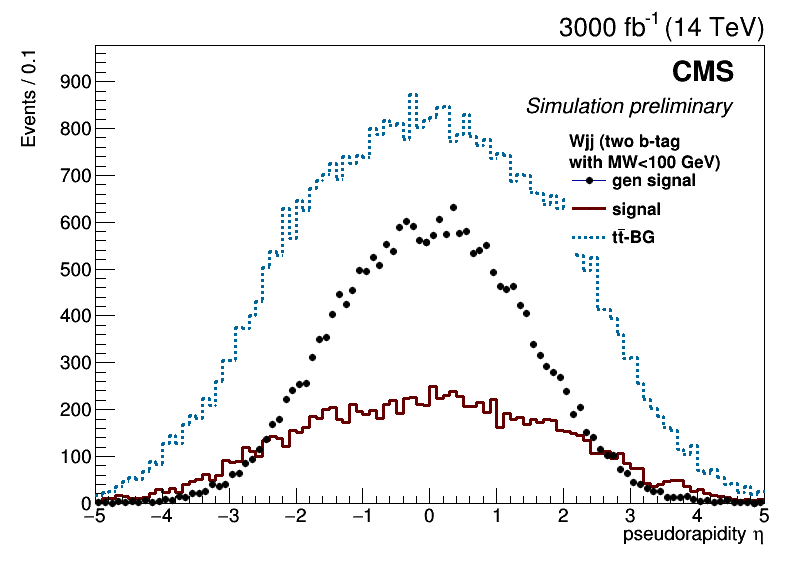 3000 fb⁻¹ (14 TeV)
CMS
Simulation preliminary
Wjj (two b-tag
with MW<100 GeV)
gen signal
signal
tt̄-BG
Events / 0.1
900
800
700
600
500
400
300
200
100
0
−5 −4 −3 −2 −1 0 1 2 3 4 5
pseudorapidity η